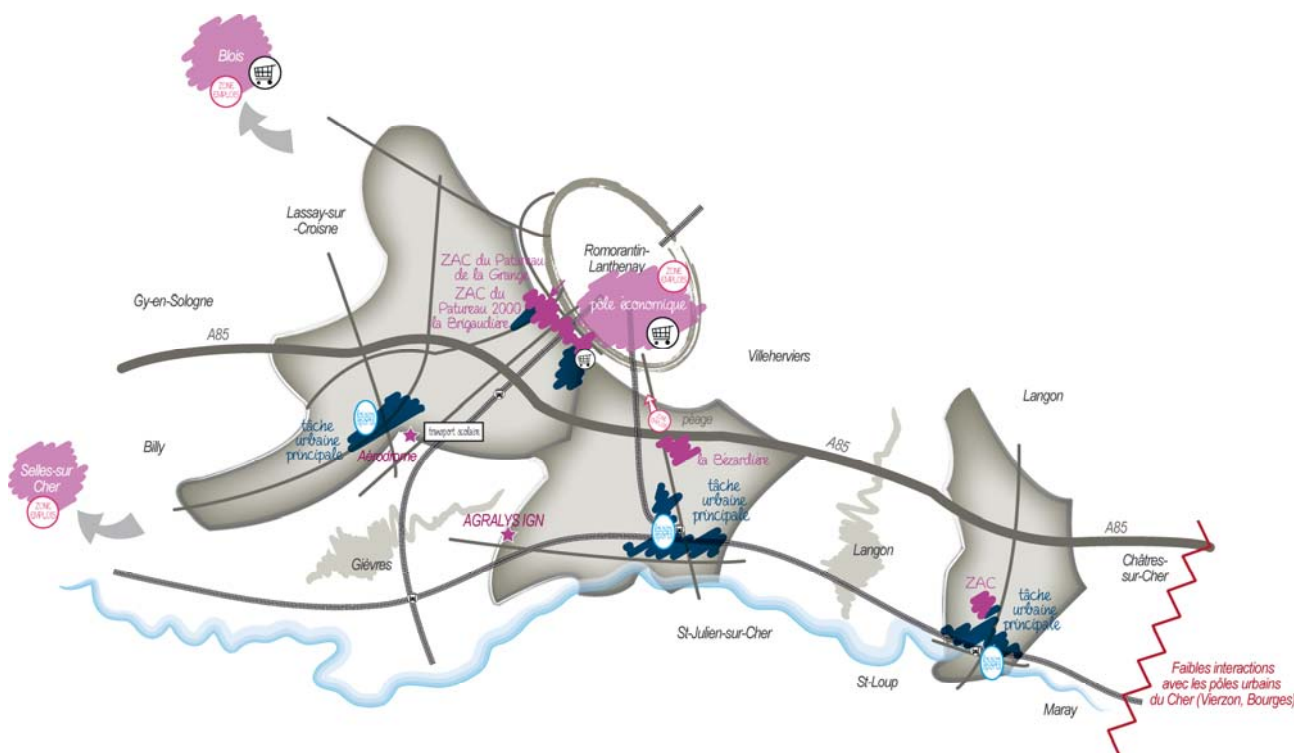 Blois
ZONE
EMPLOIS
Lassay-sur
-Croisne
ZAC du Patureau
de la Grange
Romorantin-
Lanthenay
ZONE
EMPLOIS
ZAC du
Patureau 2000
la Brigaudière
pôle économique
Gy-en-Sologne
A85
Villeherviers
Langon
péage
Billy
tâche
urbaine
principale
transport scolaire
Aérodrome
la Bézardière
A85
Selles-sur
Cher
ZONE
EMPLOIS
tâche
urbaine
principale
AGRALYS IGN
A85
Gièvres
Langon
Châtres-
sur-Cher
ZAC
tâche
urbaine
principale
St-Julien-sur-Cher
St-Loup
Maray
Faibles interactions
avec les pôles urbains
du Cher (Vierzon, Bourges)